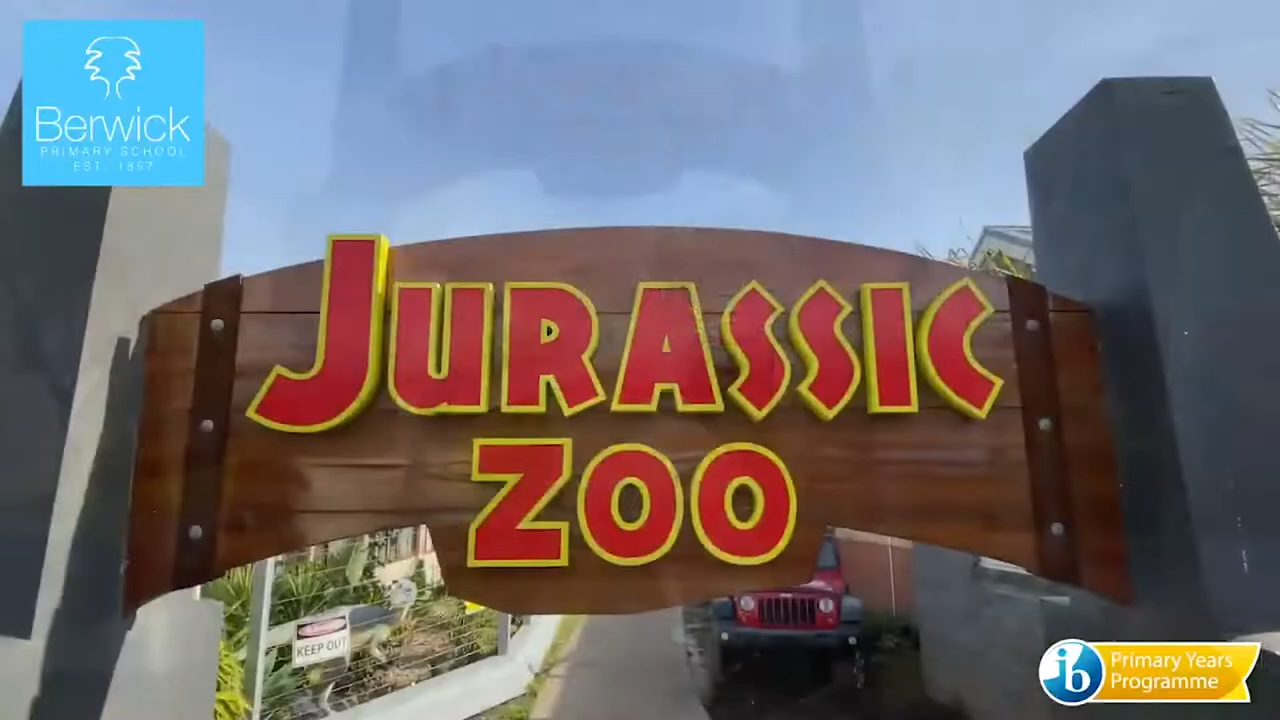 Berwick
PRIMARY SCHOOL
EST. 1857
JURASSIC
ZOO
KEEP OUT
ib Primary Years
Programme